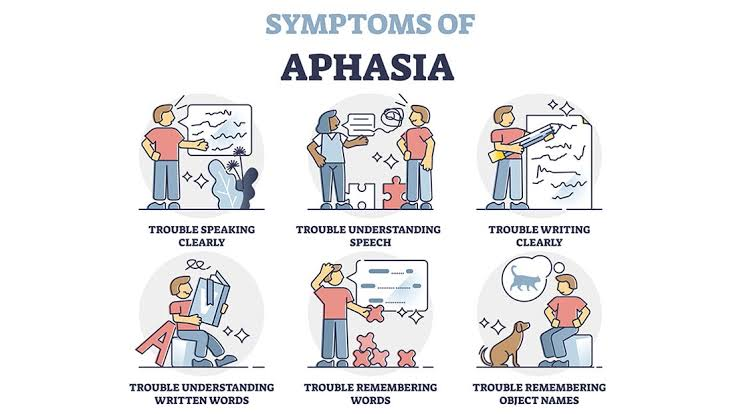 SYMPTOMS OF
APHASIA
TROUBLE SPEAKING
CLEARLY
TROUBLE UNDERSTANDING
SPEECH
TROUBLE WRITING
CLEARLY
TROUBLE UNDERSTANDING
WRITTEN WORDS
TROUBLE REMEMBERING
WORDS
TROUBLE REMEMBERING
OBJECT NAMES
A